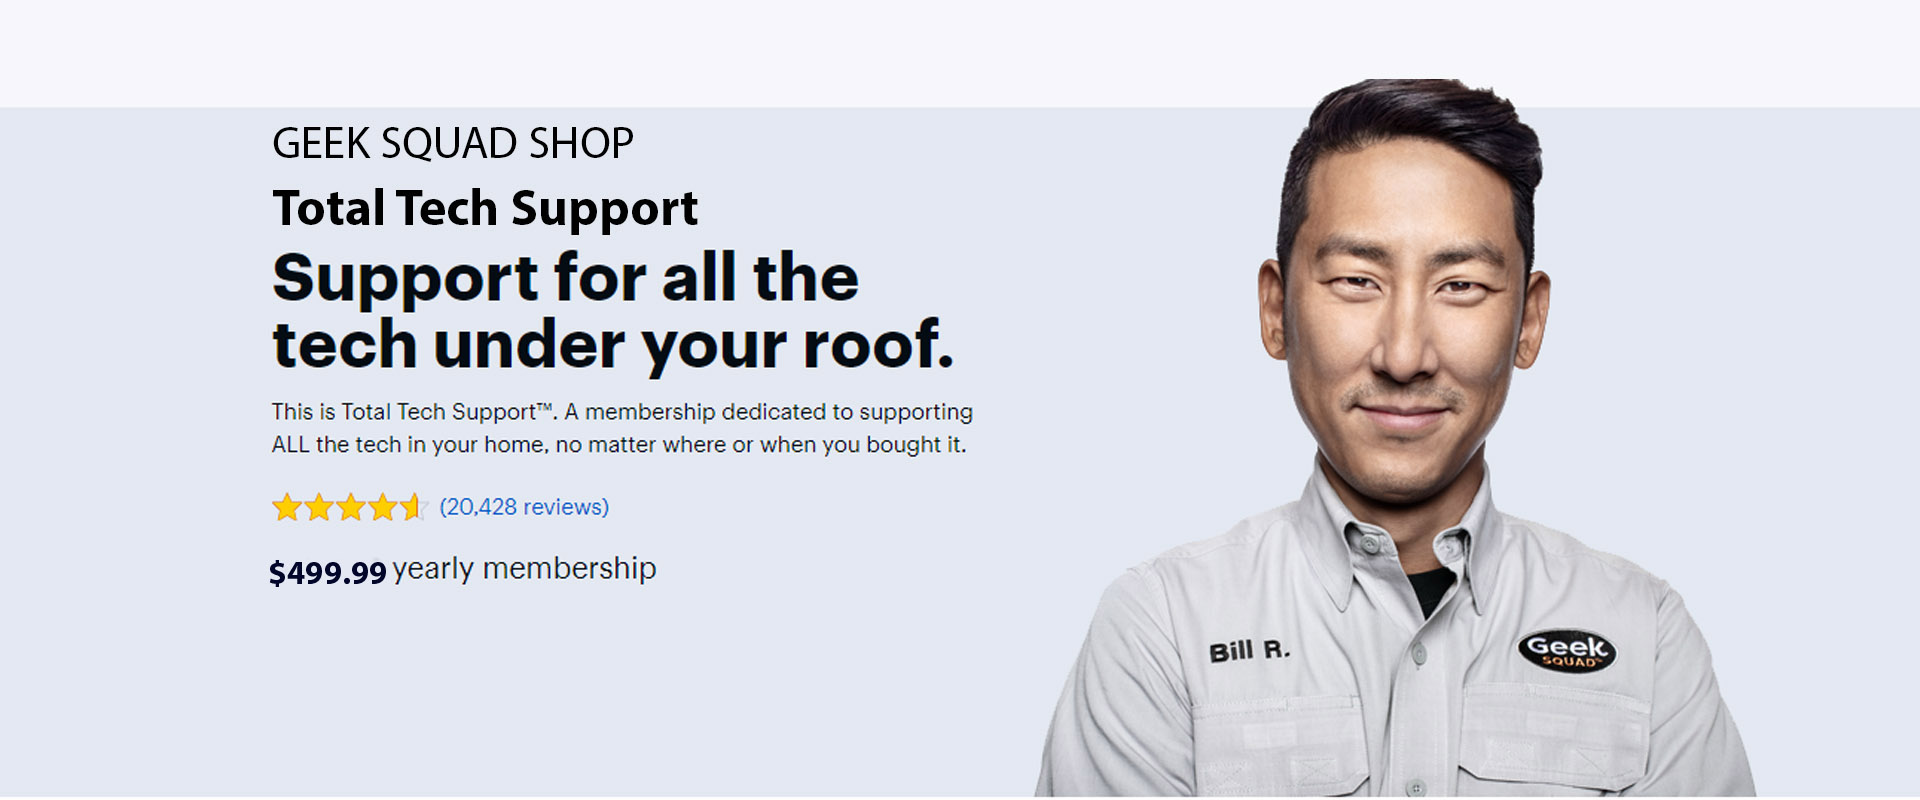 GEEK SQUAD SHOP
Total Tech Support
Support for all the
tech under your roof.
This is Total Tech Support™. A membership dedicated to supporting
ALL the tech in your home, no matter where or when you bought it.
(20,428 reviews)
$499.99 yearly membership
Bill R.
Geek
SQUAD